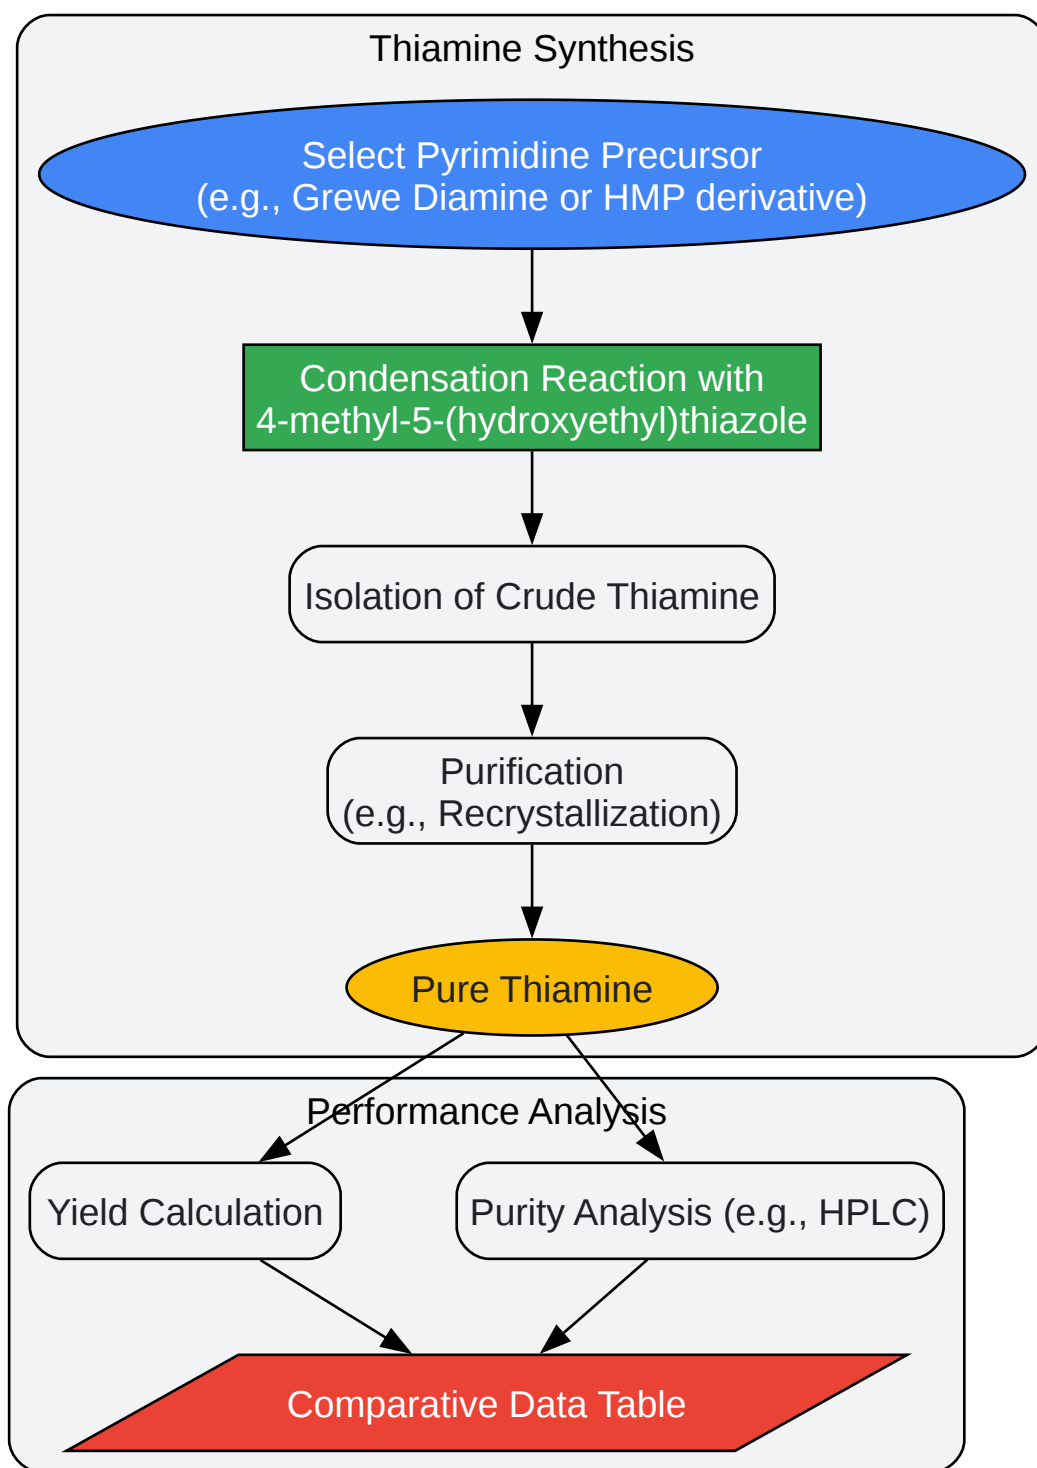 Thiamine Synthesis
Select Pyrimidine Precursor
(e.g., Grewe Diamine or HMP derivative)
Condensation Reaction with
4-methyl-5-(hydroxyethyl)thiazole
Isolation of Crude Thiamine
Purification
(e.g., Recrystallization)
Pure Thiamine
Performance Analysis
Yield Calculation
Purity Analysis (e.g., HPLC)
Comparative Data Table